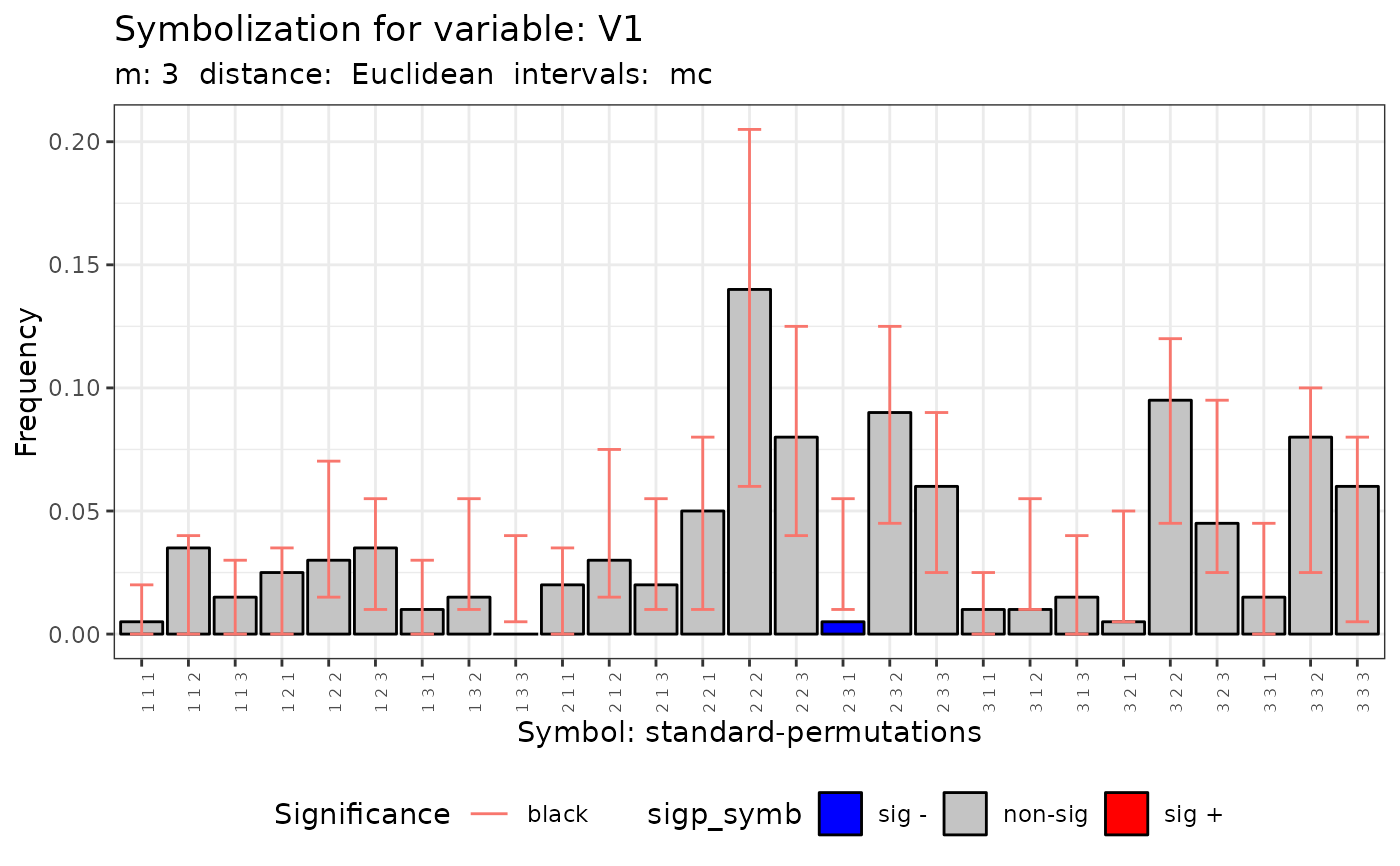 Symbolization for variable: V1
m: 3 distance: Euclidean intervals: mc
Frequency
0.20
0.15
0.10
0.05
0.00
1 1 1
1 1 2
1 1 3
1 2 1
1 2 2
1 2 3
1 3 1
1 3 2
1 3 3
2 1 1
2 1 2
2 1 3
2 2 1
2 2 2
2 2 3
2 3 1
2 3 2
2 3 3
3 1 1
3 1 2
3 1 3
3 2 1
3 2 2
3 2 3
3 3 1
3 3 2
3 3 3
Symbol: standard-permutations
Significance black sigp_symb sig - non-sig sig +